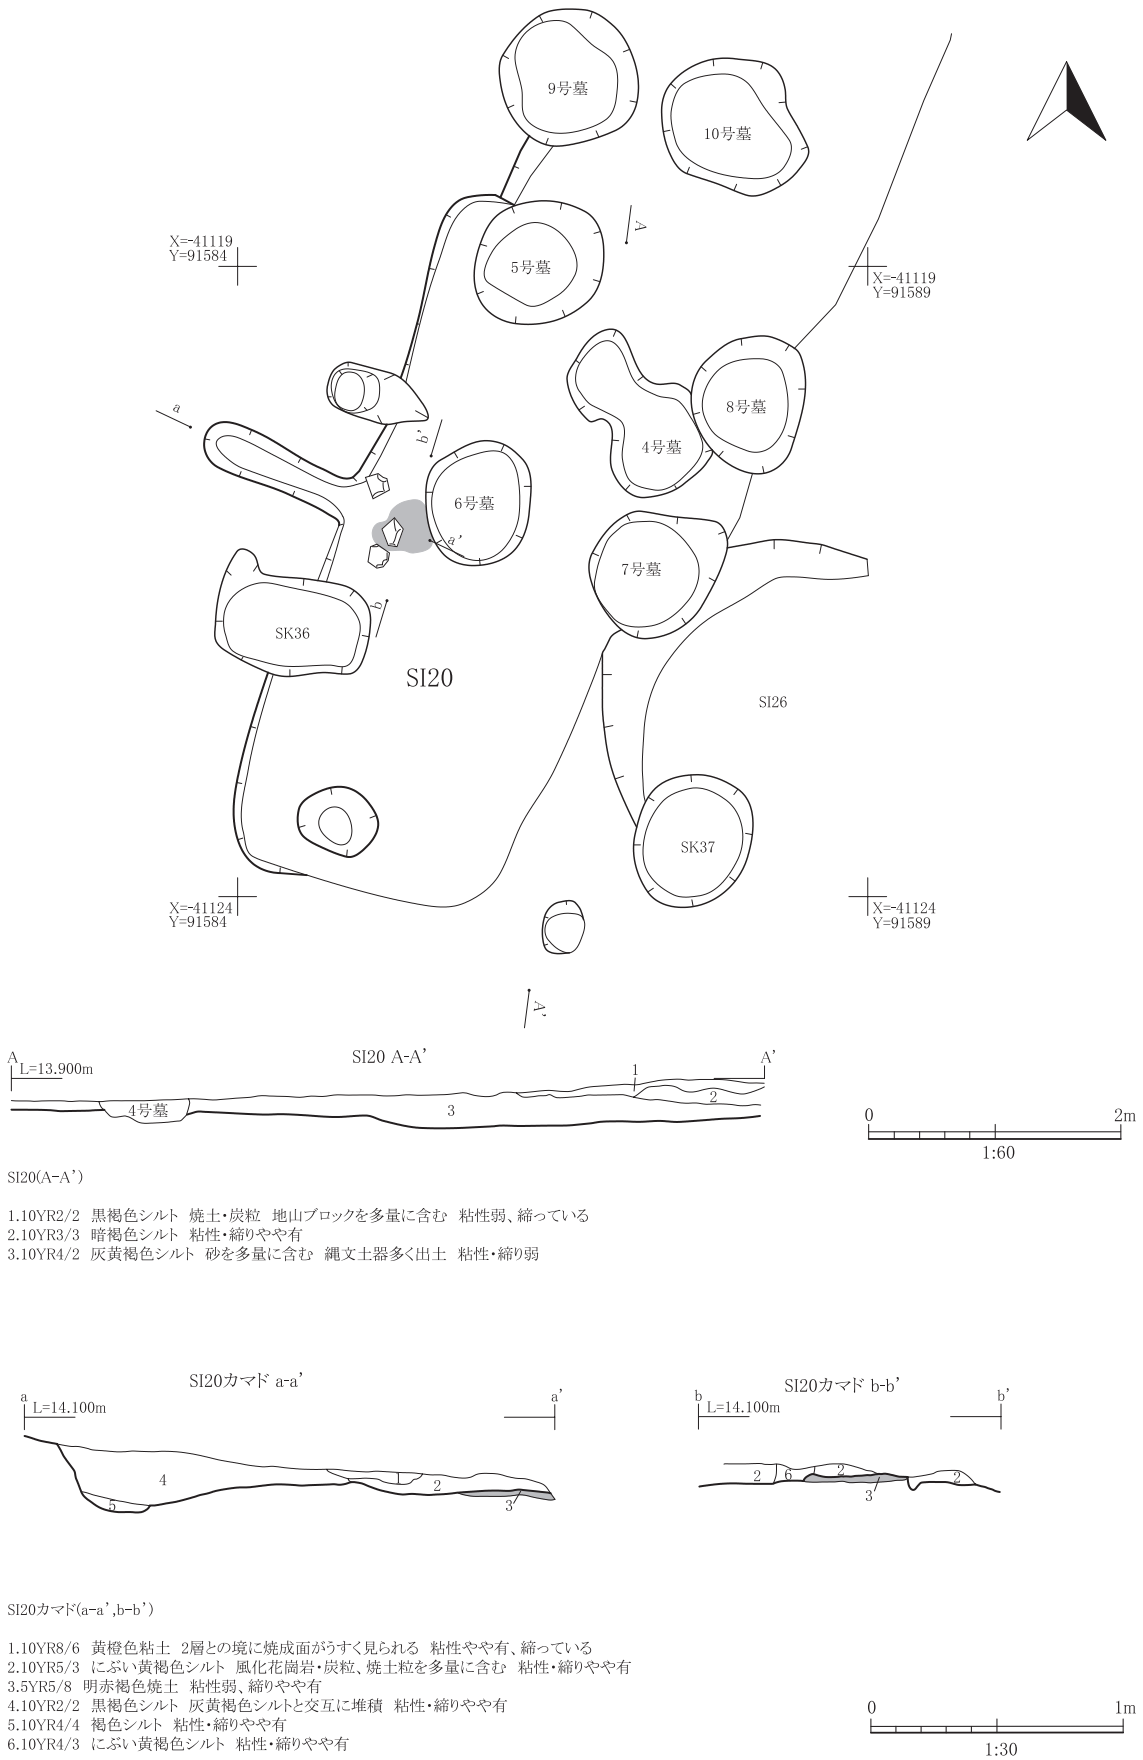 9号墓
10号墓
A
X=-41119
Y=91584
5号墓
X=-41119
Y=91589
a
b'
8号墓
4号墓
6号墓
a'
7号墓
b
SK36
SI20
SI26
SK37
X=-41124
Y=91584
X=-41124
Y=91589
A'
A
L=13.900m
SI20 A-A'
A'
1
2
3
4号墓
0
2m
1:60
SI20(A-A')
1.10YR2/2 黒褐色シルト 焼土・炭粒 地山ブロックを多量に含む 粘性弱、締っている
2.10YR3/3 暗褐色シルト 粘性・締りやや有
3.10YR4/2 灰黄褐色シルト 砂を多量に含む 縄文土器多く出土 粘性・締り弱
SI20カマド a-a'
a
L=14.100m
a'
4
5
2
3
SI20カマド b-b'
b
L=14.100m
b'
2
6
2
2
3
SI20カマド(a-a',b-b')
1.10YR8/6 黄橙色粘土 2層との境に焼成面がうすく見られる 粘性やや有、締っている
2.10YR5/3 にぶい黄褐色シルト 風化花崗岩・炭粒、焼土粒を多量に含む 粘性・締りやや有
3.5YR5/8 明赤褐色焼土 粘性弱、締りやや有
4.10YR2/2 黒褐色シルト 灰黄褐色シルトと交互に堆積 粘性・締りやや有
5.10YR4/4 褐色シルト 粘性・締りやや有
6.10YR4/3 にぶい黄褐色シルト 粘性・締りやや有
0
1m
1:30